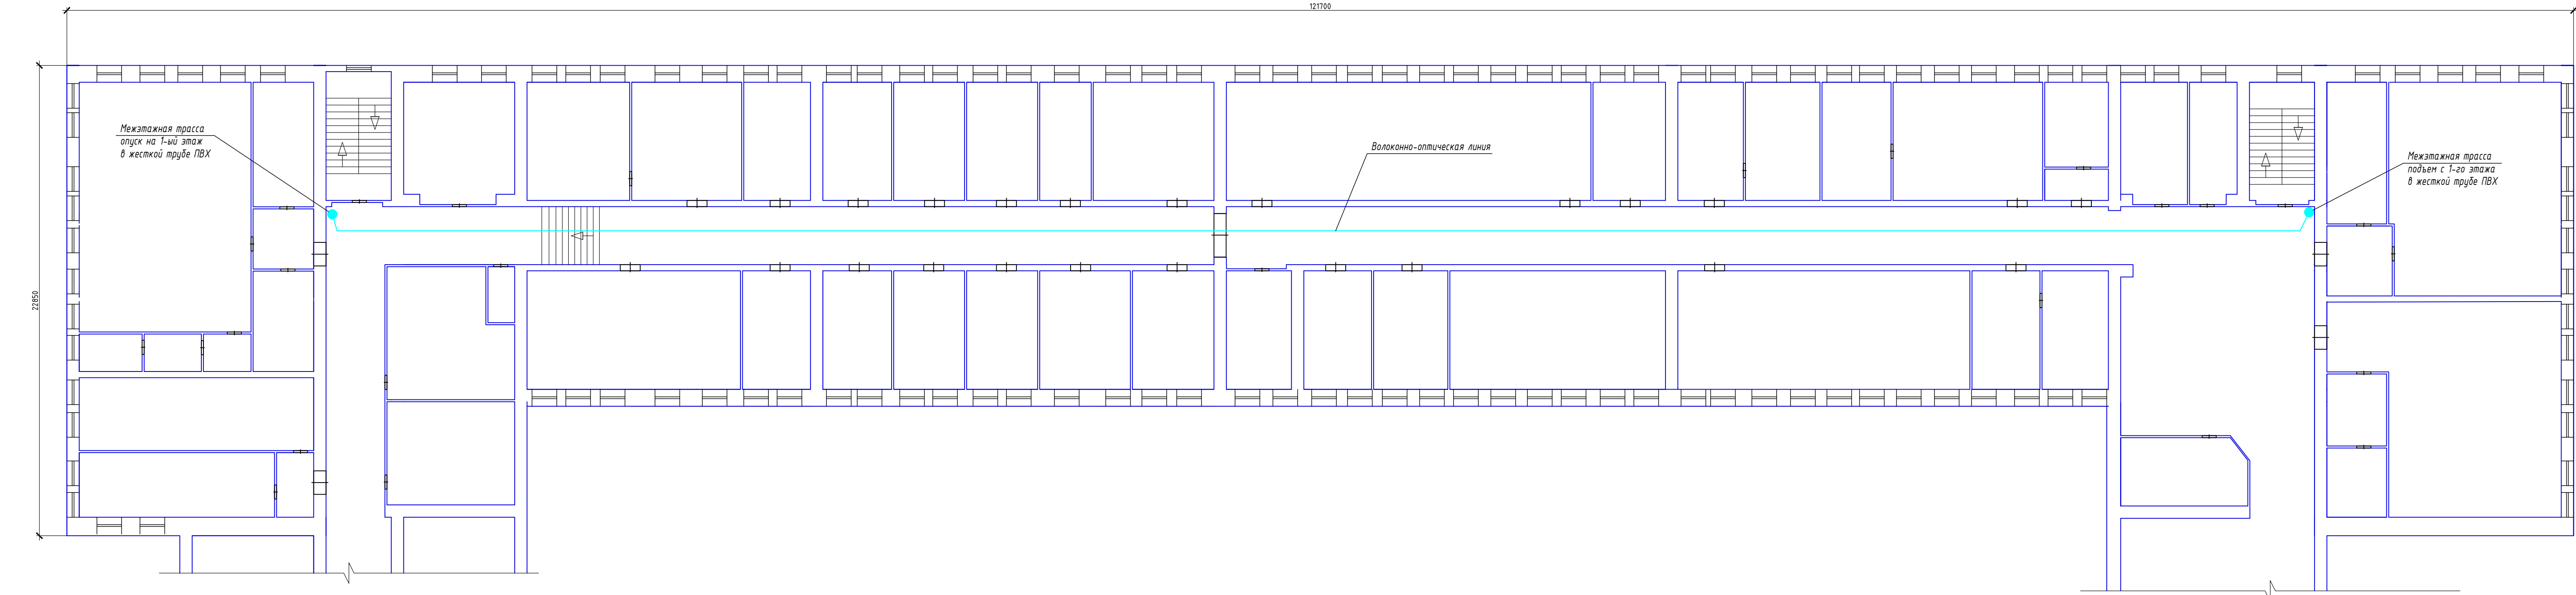 121700
Межэтажная трасса
опуск на 1-ый этаж
в жесткой трубе ПВХ
Волоконно-оптическая линия
Межэтажная трасса
подъем с 1-го этажа
в жесткой трубе ПВХ
22850